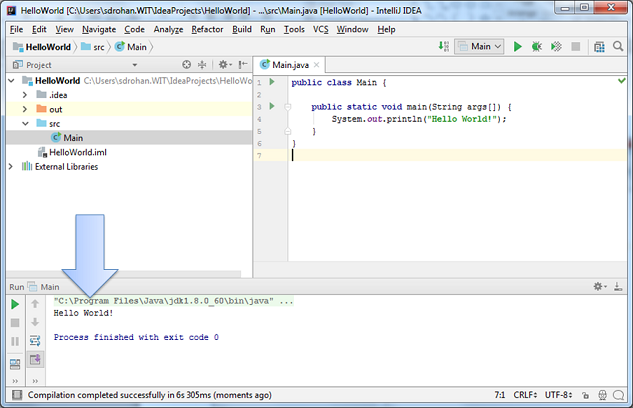 HelloWorld [C:\Users\sdrohan.WIT\IdeaProjects\HelloWorld] - ...\src\Main.java [HelloWorld] - IntelliJ IDEA
File Edit View Navigate Code Analyze Refactor Build Run Tools VCS Window Help
HelloWorld src Main Main
Project
Main.java
HelloWorld C:\Users\sdrohan.WIT\IdeaProjects\HelloWo
.idea
out
src
Main
HelloWorld.iml
External Libraries
1 public class Main {
2
3 public static void main(String args[]) {
4 System.out.println("Hello World!");
5 }
6 }
7
Run Main
"C:\Program Files\Java\jdk1.8.0_60\bin\java" ...
Hello World!
Process finished with exit code 0
Compilation completed successfully in 6s 305ms (moments ago) 7:1 CRLF UTF-8